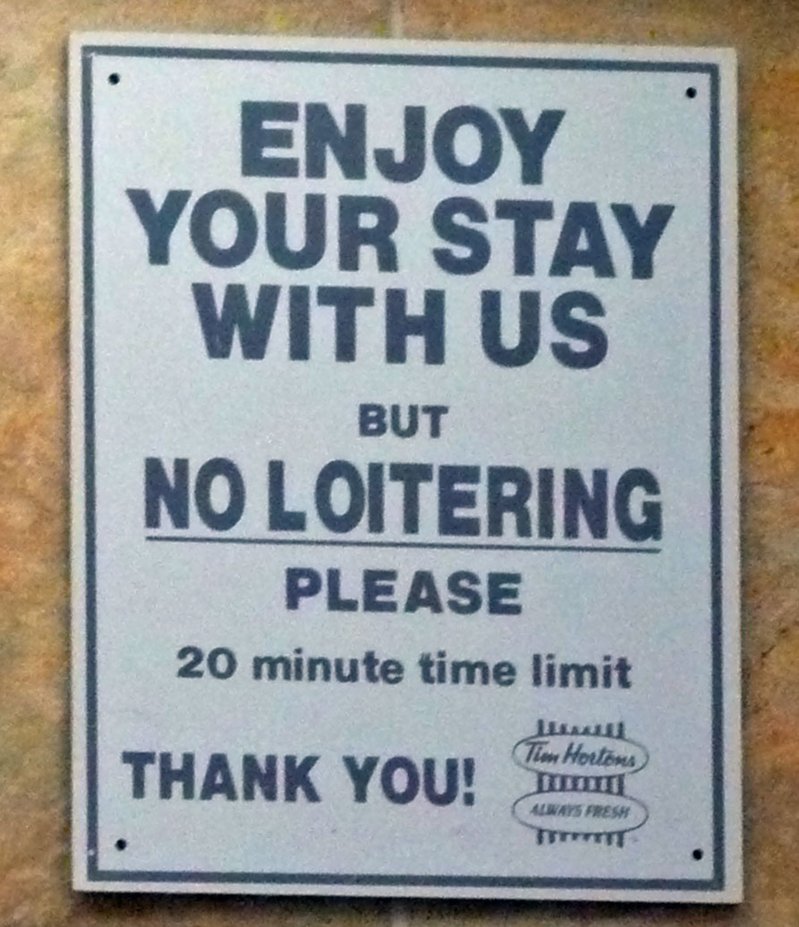 ENJOY
YOUR STAY
WITH US
BUT
NO LOITERING
PLEASE
20 minute time limit
THANK YOU!
Tim Hortons
ALWAYS FRESH